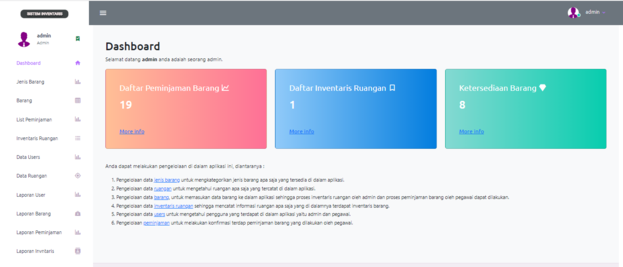 SISTEM INVENTARIS
admin
admin
Dashboard
Jenis Barang
Barang
List Peminjaman
Inventaris Ruangan
Data Users
Data Ruangan
Laporan User
Laporan Barang
Laporan Peminjaman
Laporan Invitaris
admin
Dashboard
Selamat datang admin anda adalah seorang admin.
Daftar Peminjaman Barang
19
More info
Daftar Inventaris Ruangan
1
More info
Ketersediaan Barang
8
More info
Anda dapat melakukan pengelolaan di dalam aplikasi ini, diantaranya :
1. Pengelolaan data jenis barang untuk mengkategorikan jenis barang apa saja yang tersedia di dalam aplikasi.
2. Pengelolaan data ruangan untuk mengetahui ruangan apa saja yang tercatat di dalam aplikasi.
3. Pengelolaan data barang, untuk memasukan data barang ke dalam aplikasi sehingga proses inventaris ruangan oleh admin dan proses peminjaman barang oleh pegawai dapat dilakukan.
4. Pengelolaan data inventaris ruangan sehingga mencatat informasi ruangan apa saja yang di dalamnya terdapat inventaris barang.
5. Pengelolaan data users untuk mengetahui pengguna yang terdapat di dalam aplikasi yaitu admin dan pegawai.
6. Pengelolaan peminjaman untuk melakukan konfirmasi terdap peminjaman barang yang dilakukan oleh pegawai.